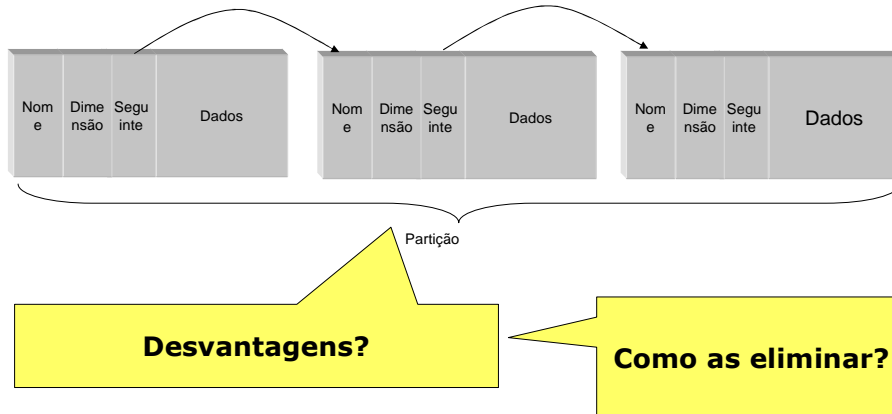 Nom
e
Dime
nsão
Segu
inte
Dados
Nom
e
Dime
nsão
Segu
inte
Dados
Nom
e
Dime
nsão
Segu
inte
Dados
Partição
Desvantagens?
Como as eliminar?